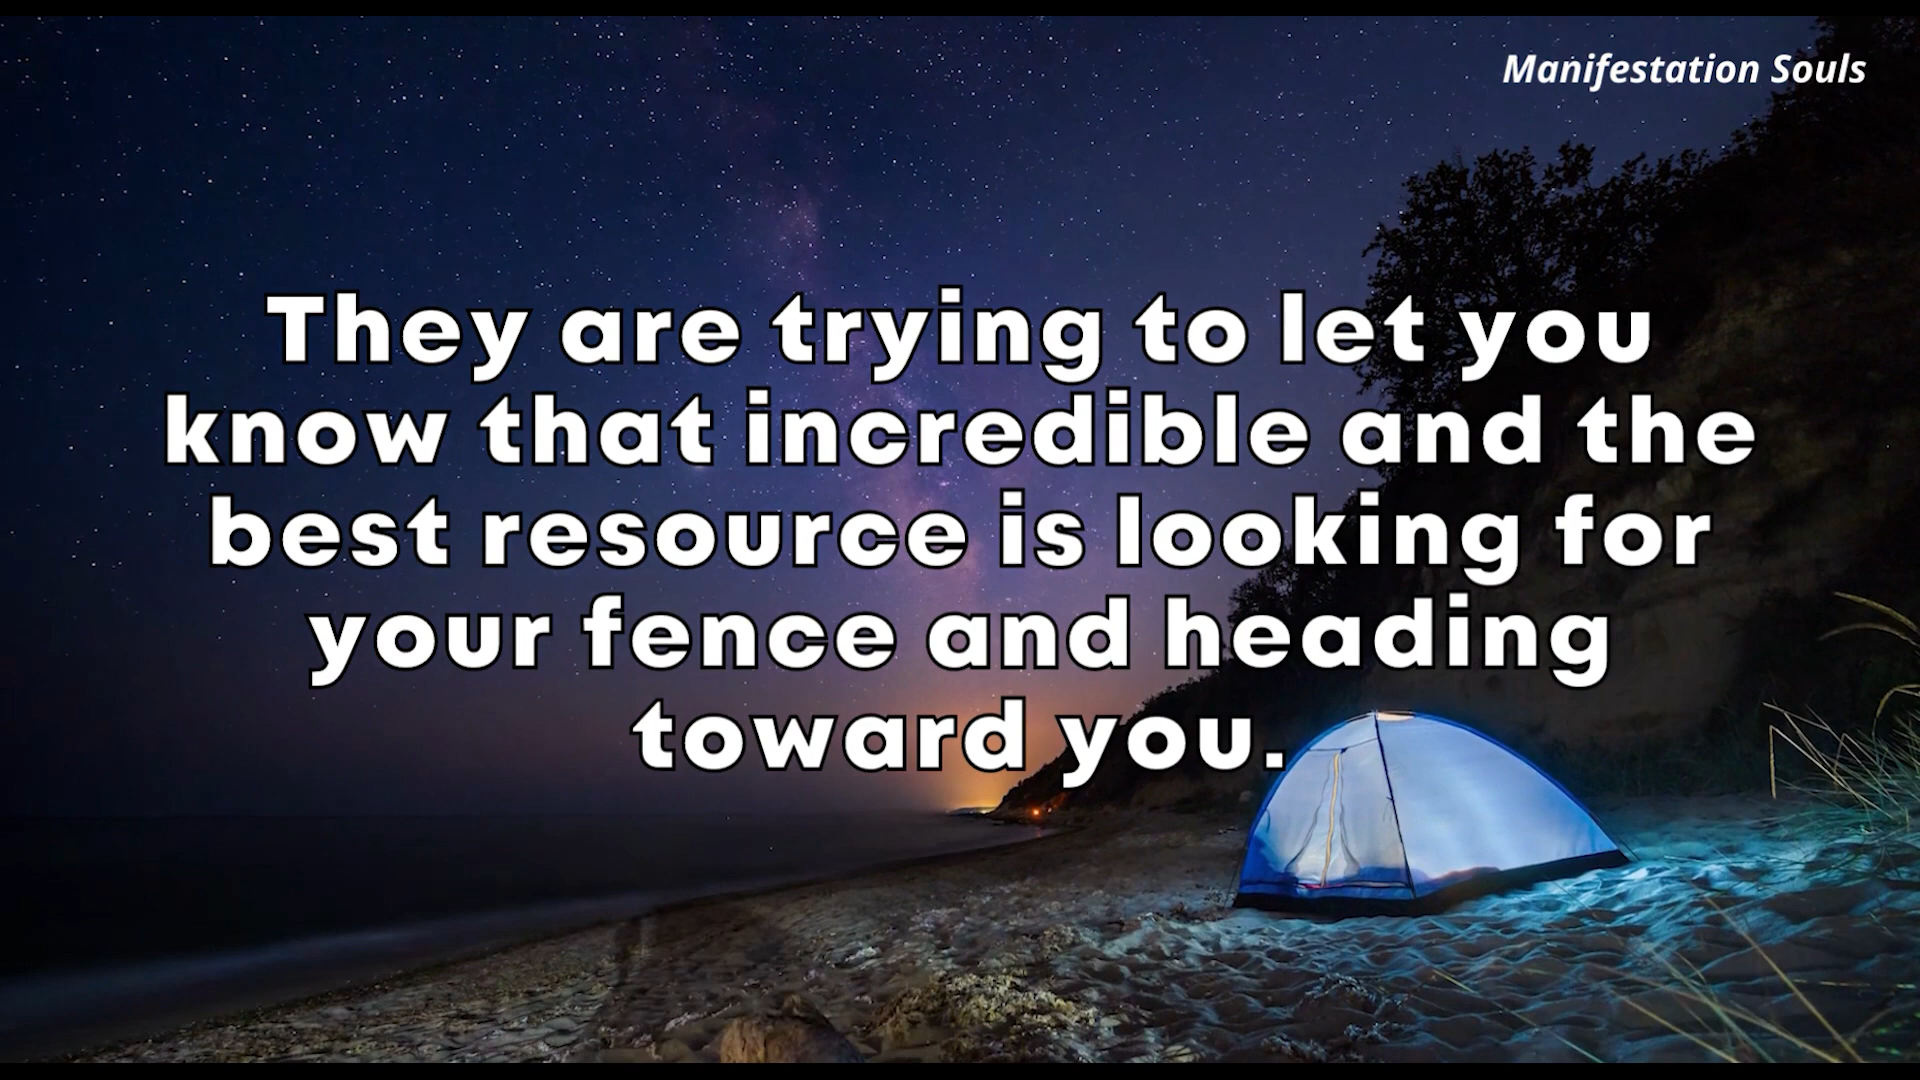 Manifestation Souls
They are trying to let you
know that incredible and the
best resource is looking for
your fence and heading
toward you.